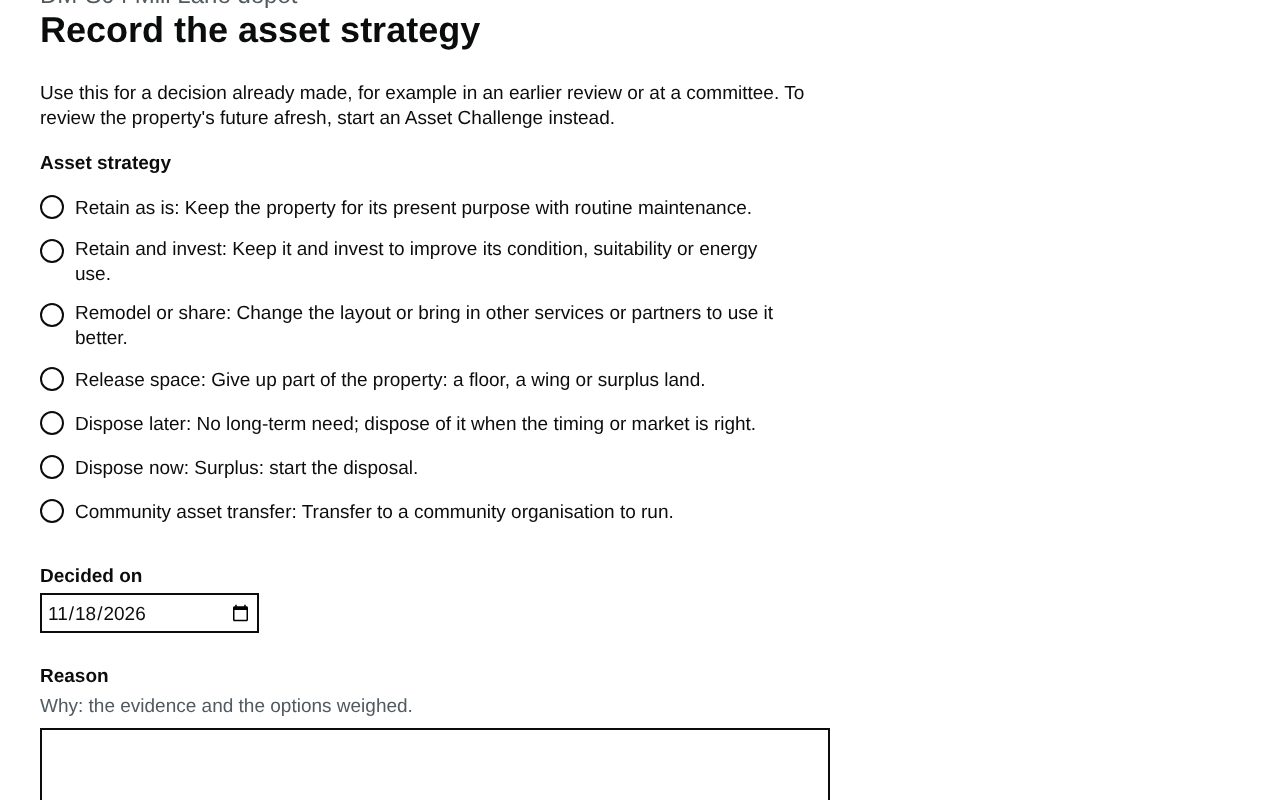 Mill Lane depot
Record the asset strategy
Use this for a decision already made, for example in an earlier review or at a committee. To
review the property's future afresh, start an Asset Challenge instead.
Asset strategy
Retain as is: Keep the property for its present purpose with routine maintenance.
Retain and invest: Keep it and invest to improve its condition, suitability or energy
use.
Remodel or share: Change the layout or bring in other services or partners to use it
better.
Release space: Give up part of the property: a floor, a wing or surplus land.
Dispose later: No long-term need; dispose of it when the timing or market is right.
Dispose now: Surplus: start the disposal.
Community asset transfer: Transfer to a community organisation to run.
Decided on
11/18/2026
Reason
Why: the evidence and the options weighed.